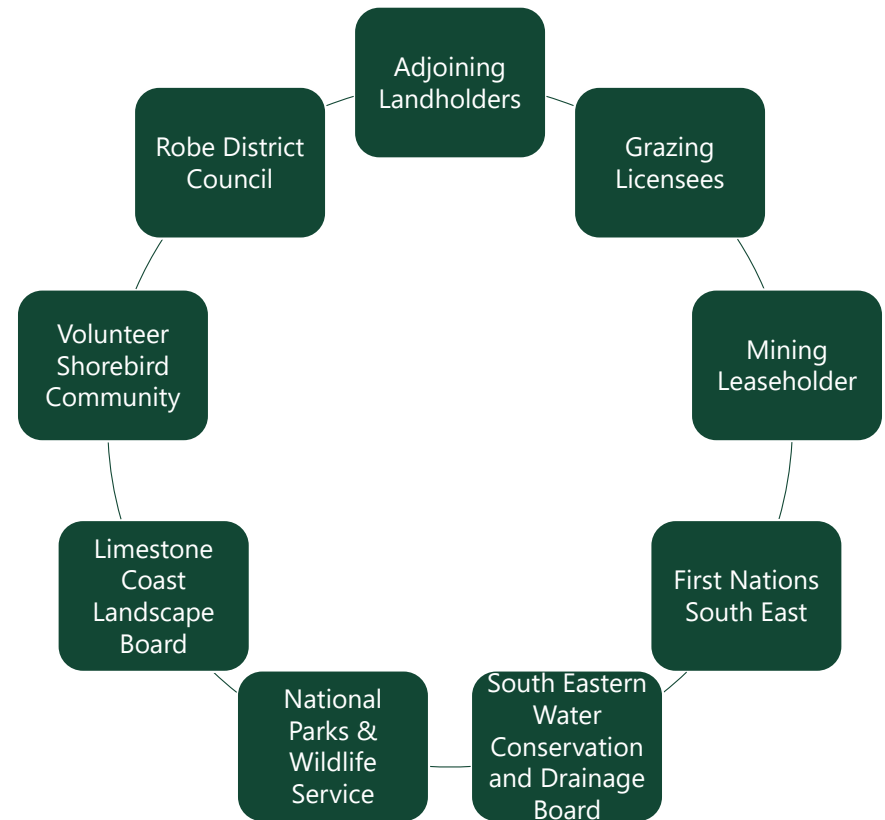 Adjoining
Landholders
Grazing
Licensees
Mining
Leaseholder
First Nations
South East
South Eastern
Water
Conservation
and Drainage
Board
National
Parks &
Wildlife
Service
Limestone
Coast
Landscape
Board
Volunteer
Shorebird
Community
Robe District
Council